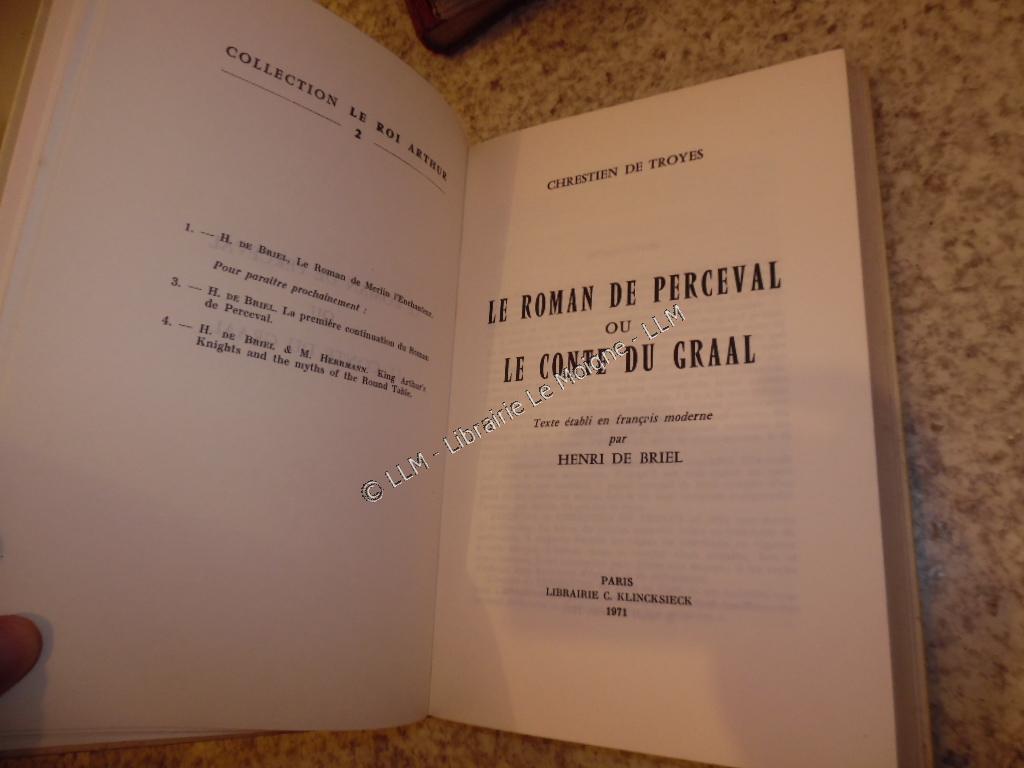 COLLECTION LE ROI ARTHUR
2
1. — H. DE BRIEL, Le Roman de Merlin l'Enchanteur.
Pour paraître prochainement :
3. — H. DE BRIEL. La première continuation du Roman
de Perceval.
4. — H. DE BRIEL & M. HERRMANN. King Arthur's
Knights and the myths of the Round Table.
CHRESTIEN DE TROYES
LE ROMAN DE PERCEVAL
OU
LE CONTE DU GRAAL
Texte établi en françois moderne
par
HENRI DE BRIEL
PARIS
LIBRAIRIE C. KLINCKSIECK
1971
© LLM - Librairie Le Moigne - LLM